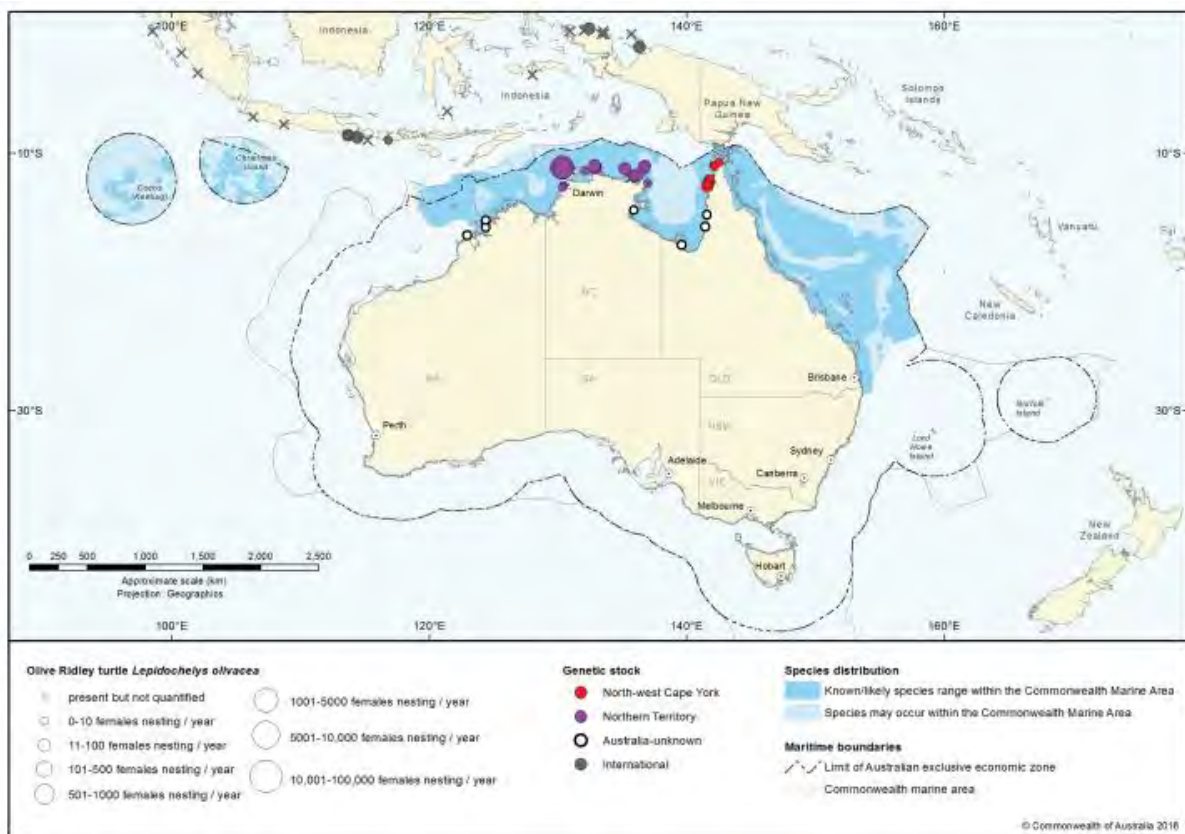 100°E 120°E 140°E 160°E
Indonesia
Indonesia
Papua New
Guinea
Solomon
Islands
10°S 10°S
Christmas
Island
Cocos
(Keeling)
Darwin
Vanuatu
Fiji
New
Caledonia
NT
WA
SA
QLD
Brisbane
30°S 30°S
Norfolk
Island
Lord
Howe
Island
Perth
NSW
Sydney
Adelaide
Canberra
VIC
Melbourne
New
Zealand
Hobart
0 250 500 1,000 1,500 2,000 2,500
Approximate scale (km)
Projection: Geographics
100°E 120°E 140°E 160°E
Olive Ridley turtle Lepidochelys olivacea
present but not quantified
0-10 females nesting / year
11-100 females nesting / year
101-500 females nesting / year
501-1000 females nesting / year
1001-5000 females nesting / year
5001-10,000 females nesting / year
10,001-100,000 females nesting / year
Genetic stock
North-west Cape York
Northern Territory
Australia-unknown
International
Species distribution
Known/likely species range within the Commonwealth Marine Area
Species may occur within the Commonwealth Marine Area
Maritime boundaries
Limit of Australian exclusive economic zone
Commonwealth marine area
© Commonwealth of Australia 2016